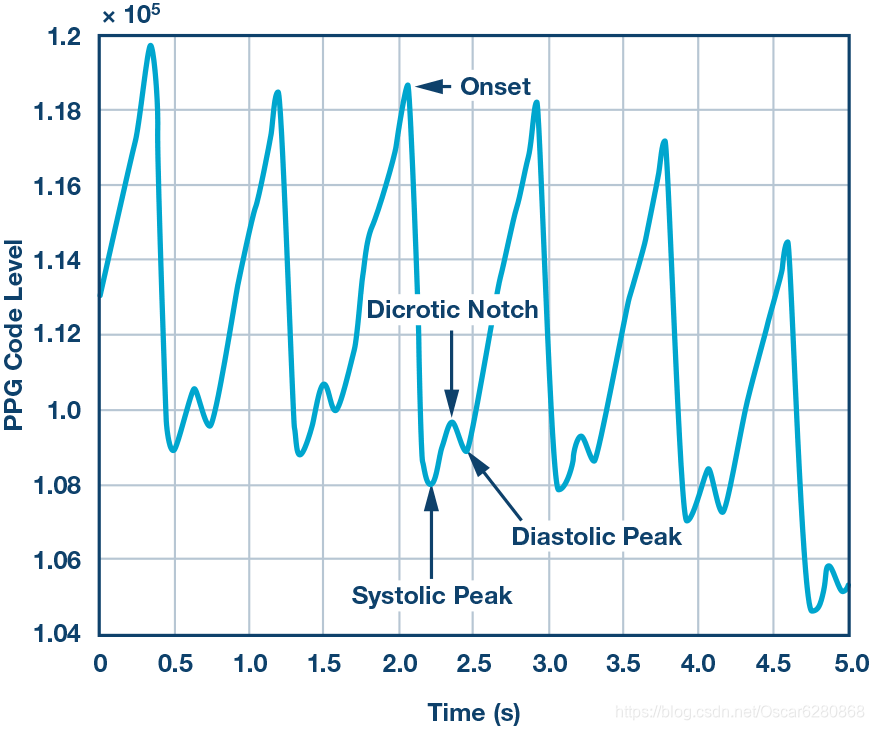 × 10⁵
1.2
1.18
1.16
1.14
1.12
1.0
1.08
1.06
1.04
PPG Code Level
Onset
Dicrotic Notch
Diastolic Peak
Systolic Peak
0 0.5 1.0 1.5 2.0 2.5 3.0 3.5 4.0 4.5 5.0
Time (s)
https://blog.csdn.net/Oscar6280868